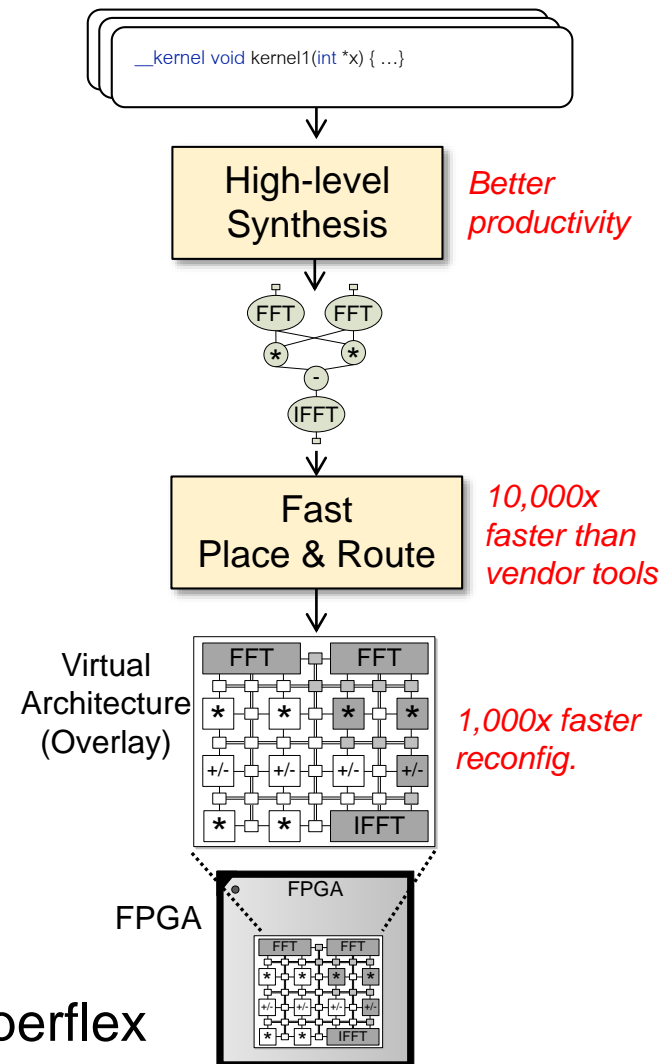 __kernel void kernel1(int *x) { …}
High-level
Synthesis
Better
productivity
FFT FFT
* *
-
IFFT
Fast
Place & Route
10,000x
faster than
vendor tools
Virtual
Architecture
(Overlay)
FFT FFT
* * * *
+/- +/- +/- +/-
* * IFFT
1,000x faster
reconfig.
FPGA
FPGA
FFT FFT
* * * *
+/- +/- +/- +/-
* * IFFT
perflex